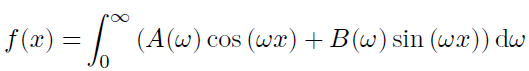 f(x) = ∫₀^∞ (A(ω) cos (ωx) + B(ω) sin (ωx)) dω